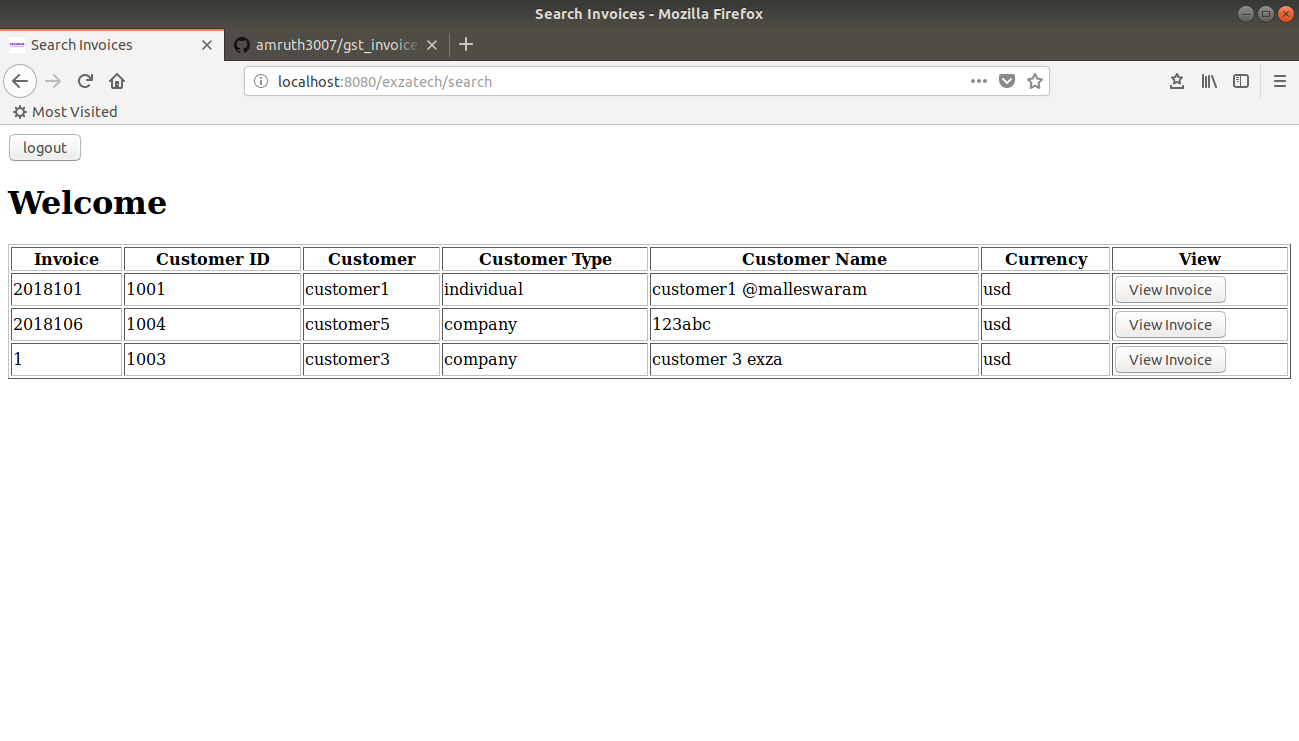 Search Invoices - Mozilla Firefox
Search Invoices amruth3007/gst_invoice
localhost:8080/exzatech/search
Most Visited
logout
Welcome
Invoice Customer ID Customer Customer Type Customer Name Currency View
2018101 1001 customer1 individual customer1 @malleswaram usd View Invoice
2018106 1004 customer5 company 123abc usd View Invoice
1 1003 customer3 company customer 3 exza usd View Invoice